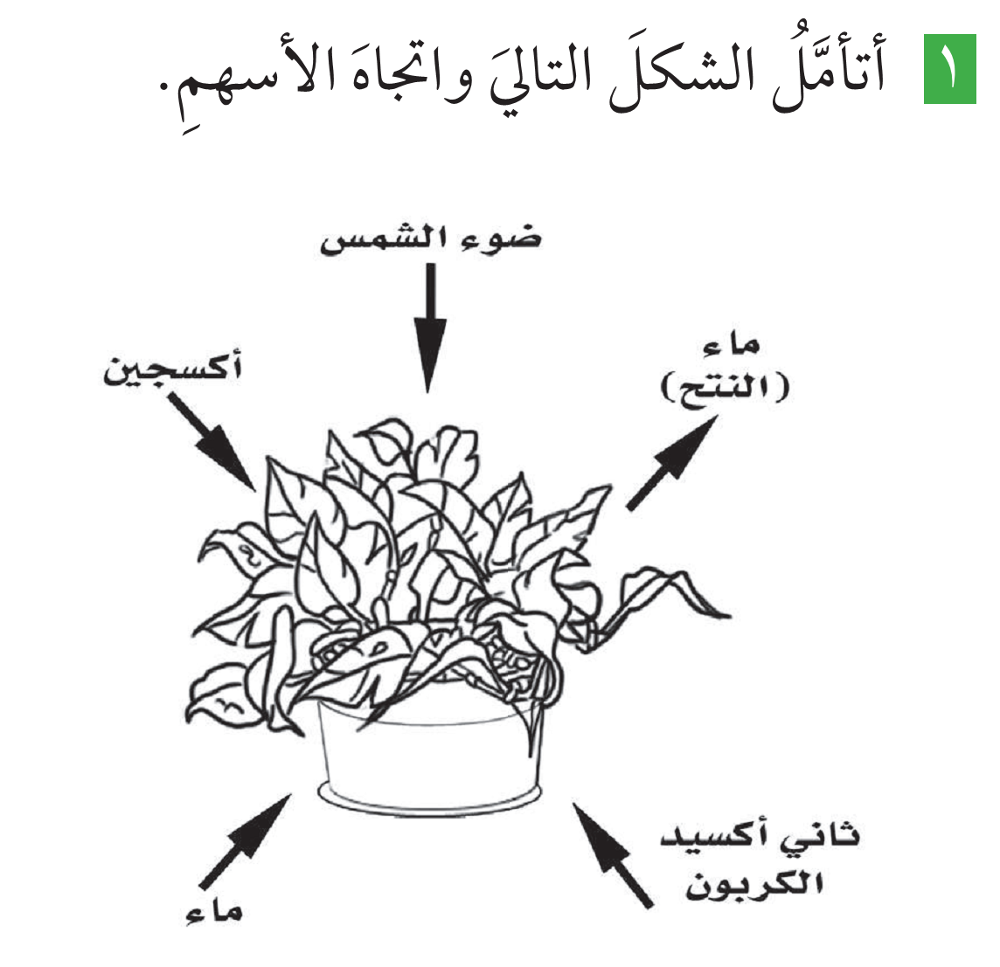 ١ أتأمَّلُ الشكلَ التاليَ واتجاهَ الأسهمِ.
ضوء الشمس
أكسجين
ماء
(النتح)
ماء
ثاني أكسيد
الكربون